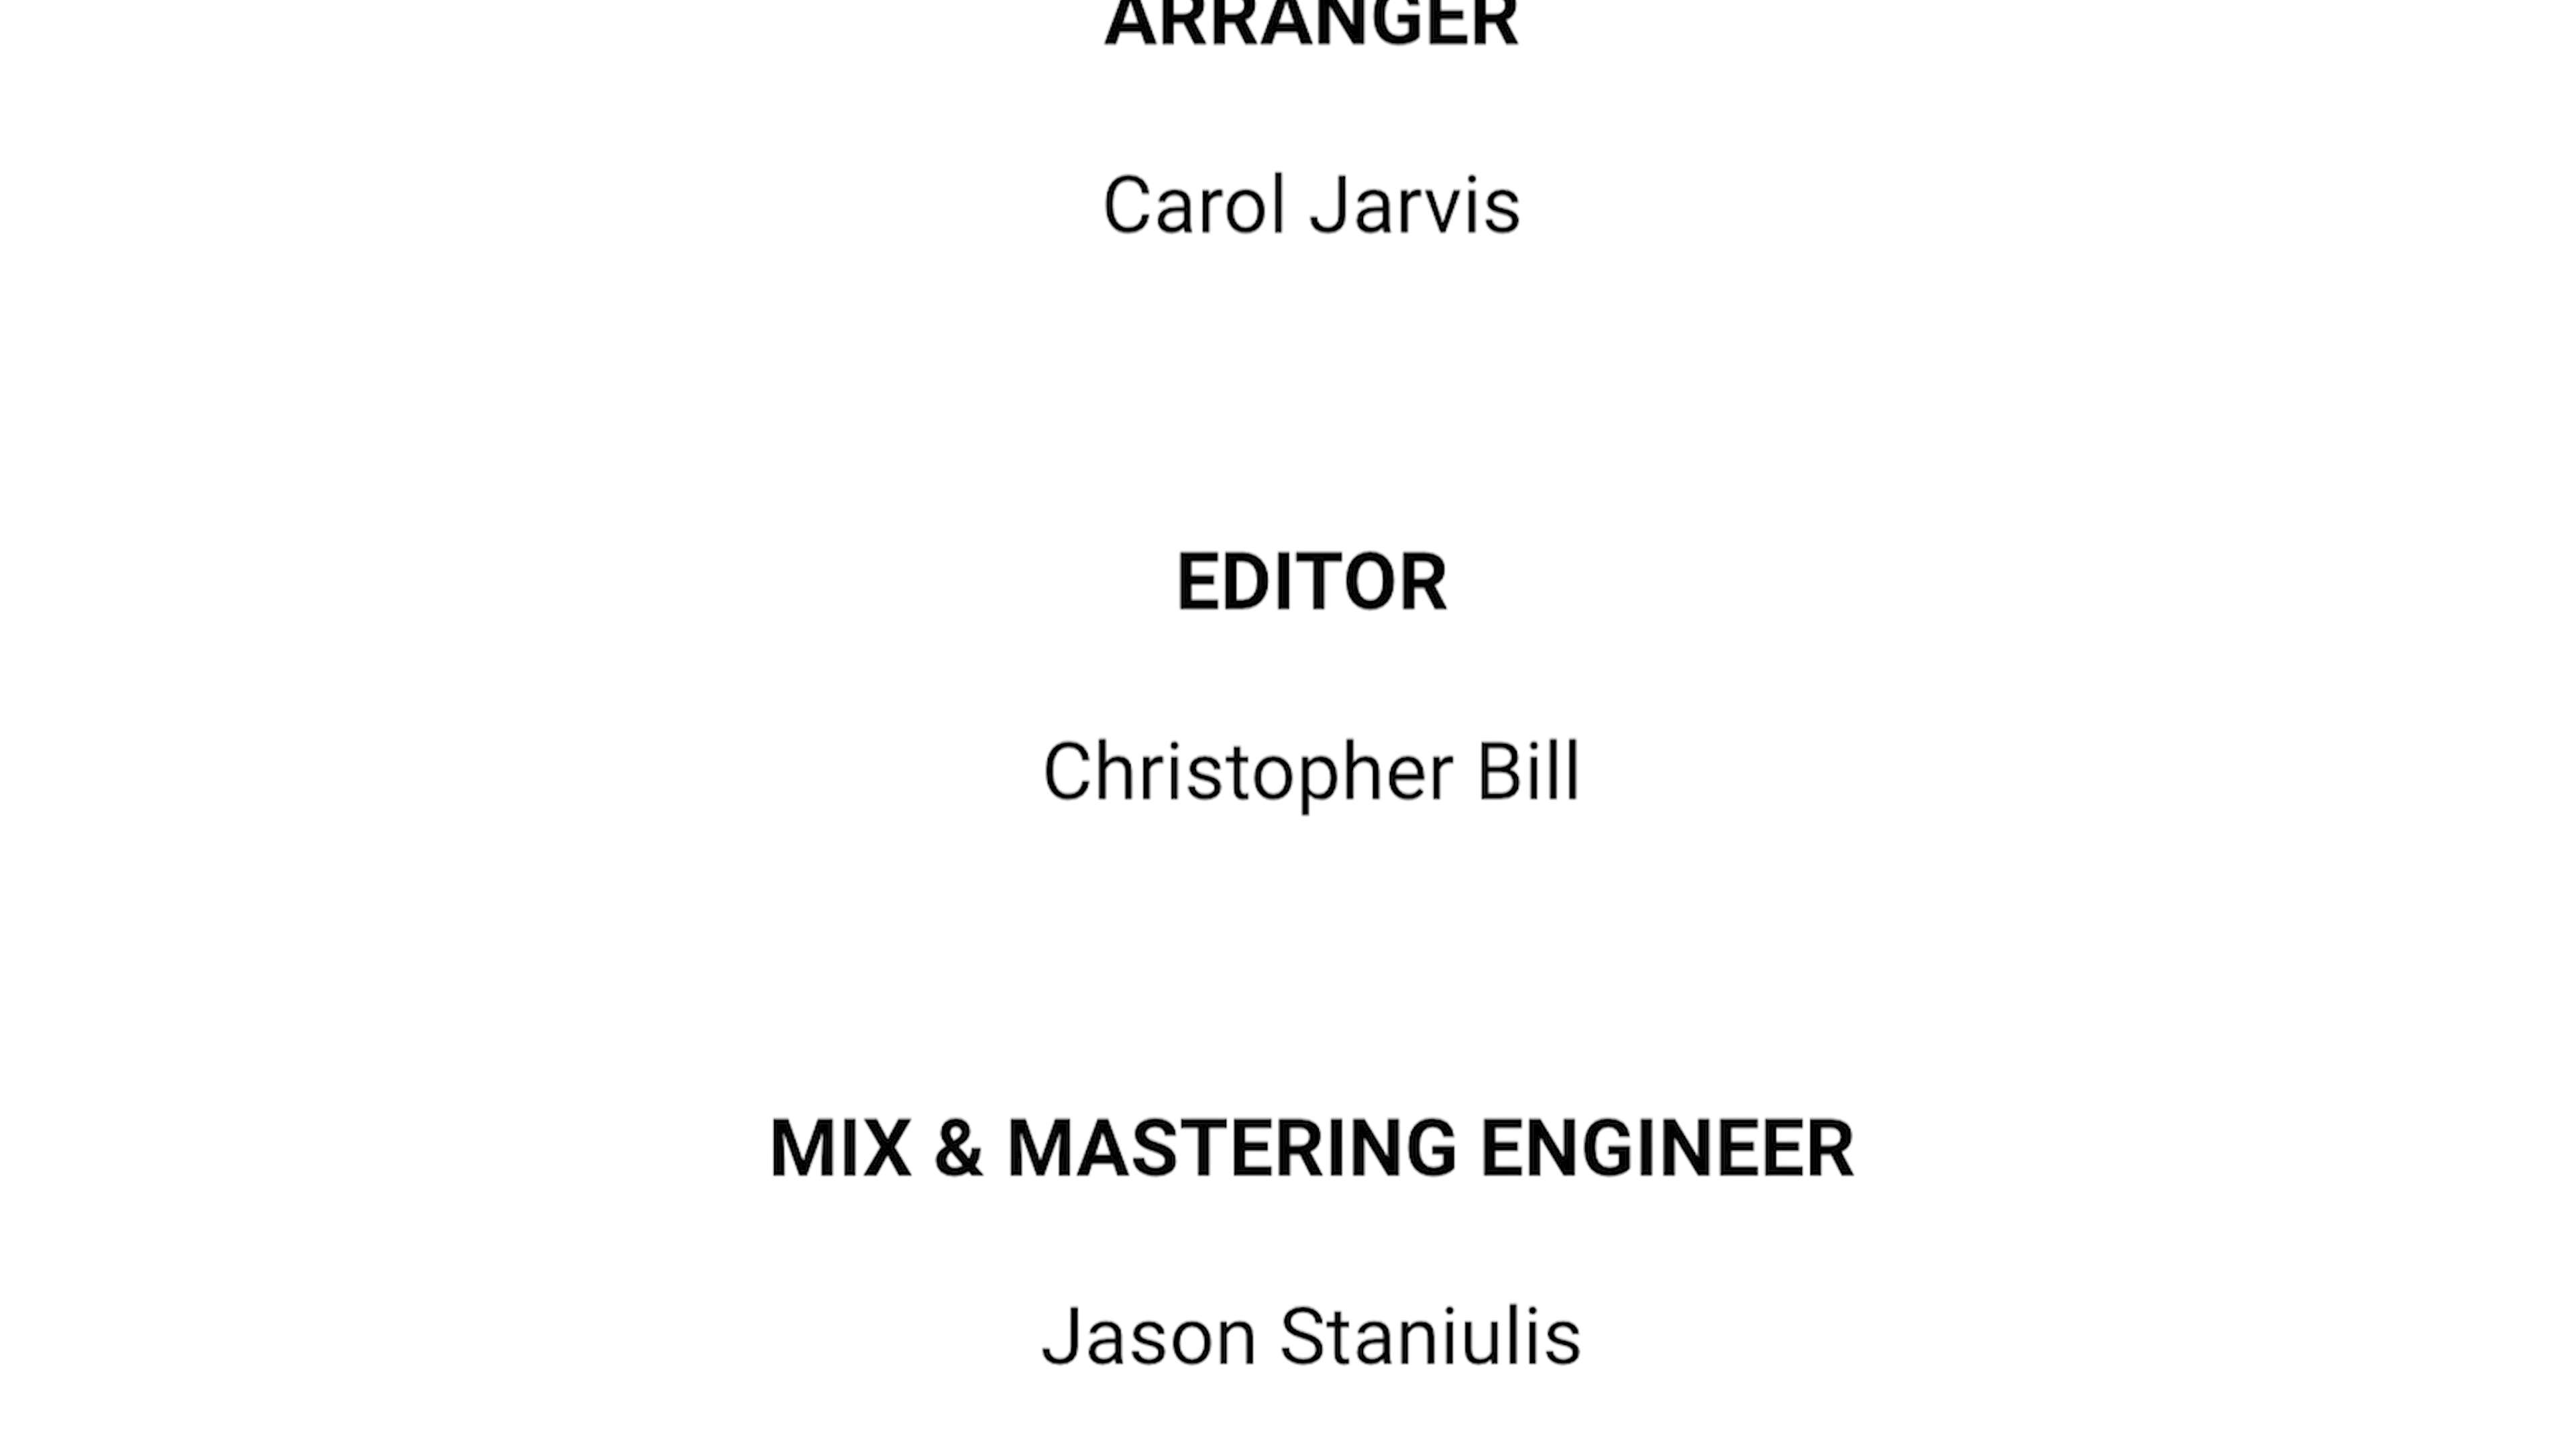 ARRANGER
Carol Jarvis
EDITOR
Christopher Bill
MIX & MASTERING ENGINEER
Jason Staniulis